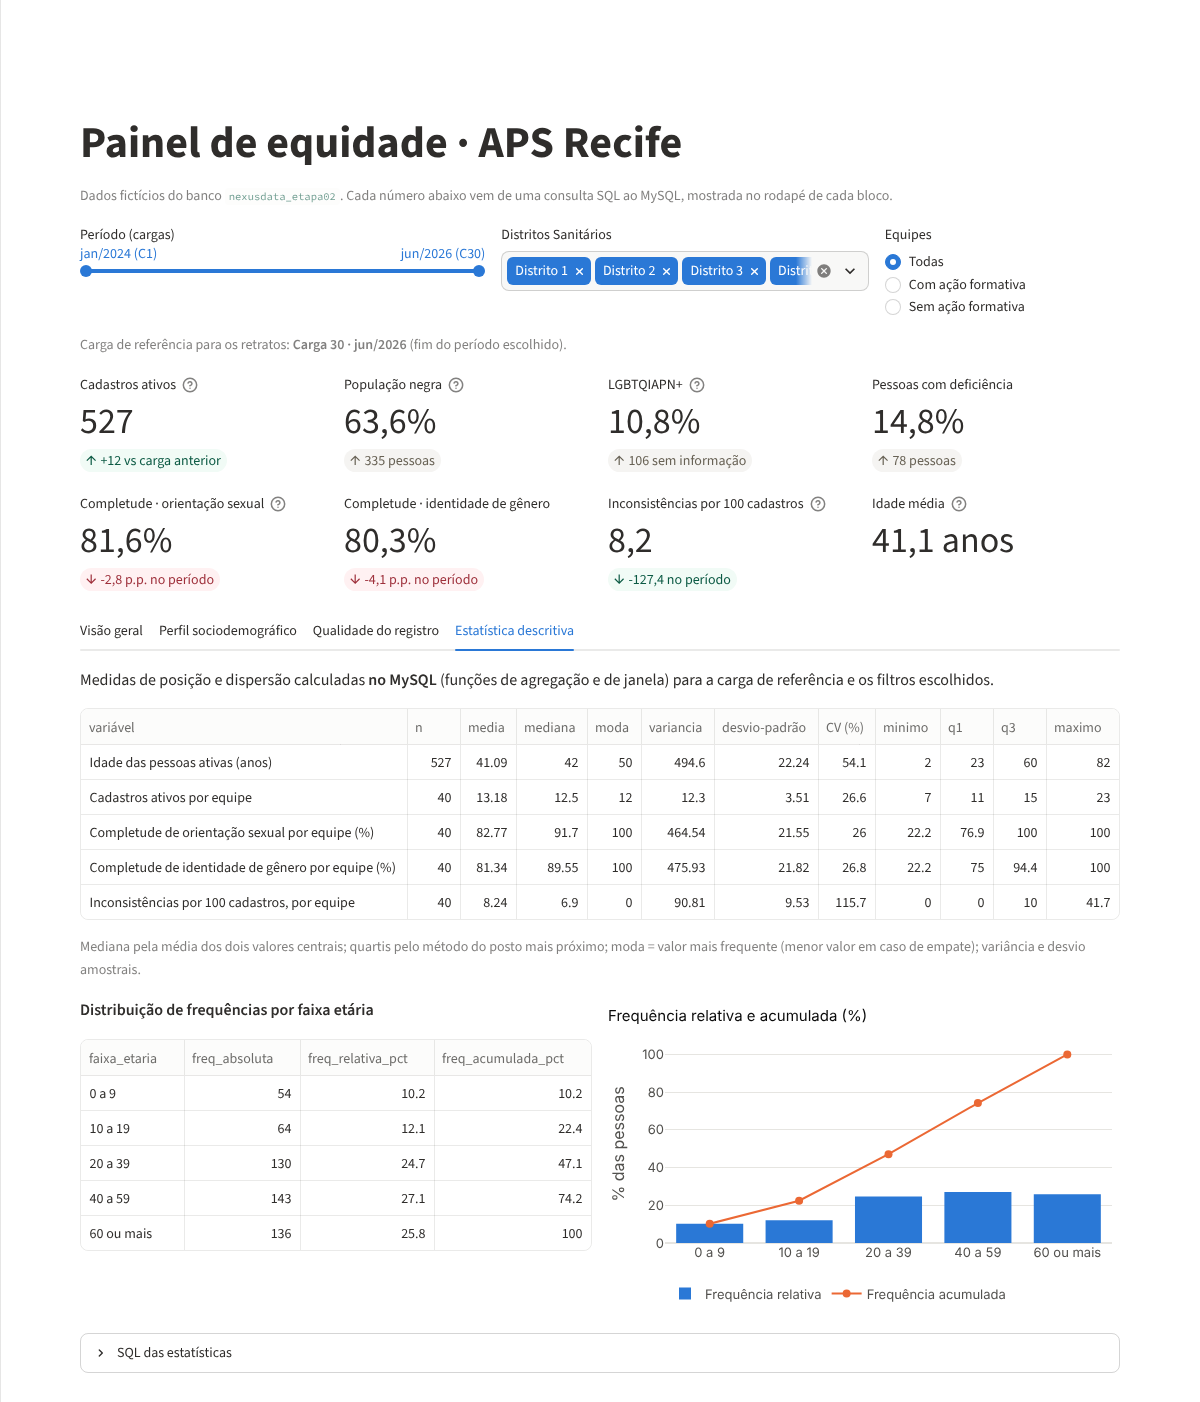 Painel de equidade · APS Recife
Dados fictícios do banco nexusdata_etapa02 . Cada número abaixo vem de uma consulta SQL ao MySQL, mostrada no rodapé de cada bloco.
Período (cargas) Distritos Sanitários Equipes
jan/2024 (C1) jun/2026 (C30)
Distrito 1 Distrito 2 Distrito 3 Distri
Todas
Com ação formativa
Sem ação formativa
Carga de referência para os retratos: Carga 30 · jun/2026 (fim do período escolhido).
Cadastros ativos População negra LGBTQIAPN+ Pessoas com deficiência
527 63,6% 10,8% 14,8%
↑ +12 vs carga anterior ↑ 335 pessoas ↑ 106 sem informação ↑ 78 pessoas
Completude · orientação sexual Completude · identidade de gênero Inconsistências por 100 cadastros Idade média
81,6% 80,3% 8,2 41,1 anos
↓ -2,8 p.p. no período ↓ -4,1 p.p. no período ↓ -127,4 no período
Visão geral Perfil sociodemográfico Qualidade do registro Estatística descritiva
Medidas de posição e dispersão calculadas no MySQL (funções de agregação e de janela) para a carga de referência e os filtros escolhidos.
variável n media mediana moda variancia desvio-padrão CV (%) minimo q1 q3 maximo
Idade das pessoas ativas (anos) 527 41.09 42 50 494.6 22.24 54.1 2 23 60 82
Cadastros ativos por equipe 40 13.18 12.5 12 12.3 3.51 26.6 7 11 15 23
Completude de orientação sexual por equipe (%) 40 82.77 91.7 100 464.54 21.55 26 22.2 76.9 100 100
Completude de identidade de gênero por equipe (%) 40 81.34 89.55 100 475.93 21.82 26.8 22.2 75 94.4 100
Inconsistências por 100 cadastros, por equipe 40 8.24 6.9 0 90.81 9.53 115.7 0 0 10 41.7
Mediana pela média dos dois valores centrais; quartis pelo método do posto mais próximo; moda = valor mais frequente (menor valor em caso de empate); variância e desvio
amostrais.
Distribuição de frequências por faixa etária
faixa_etaria freq_absoluta freq_relativa_pct freq_acumulada_pct
0 a 9 54 10.2 10.2
10 a 19 64 12.1 22.4
20 a 39 130 24.7 47.1
40 a 59 143 27.1 74.2
60 ou mais 136 25.8 100
Frequência relativa e acumulada (%)
% das pessoas
100
80
60
40
20
0
0 a 9 10 a 19 20 a 39 40 a 59 60 ou mais
Frequência relativa Frequência acumulada
SQL das estatísticas